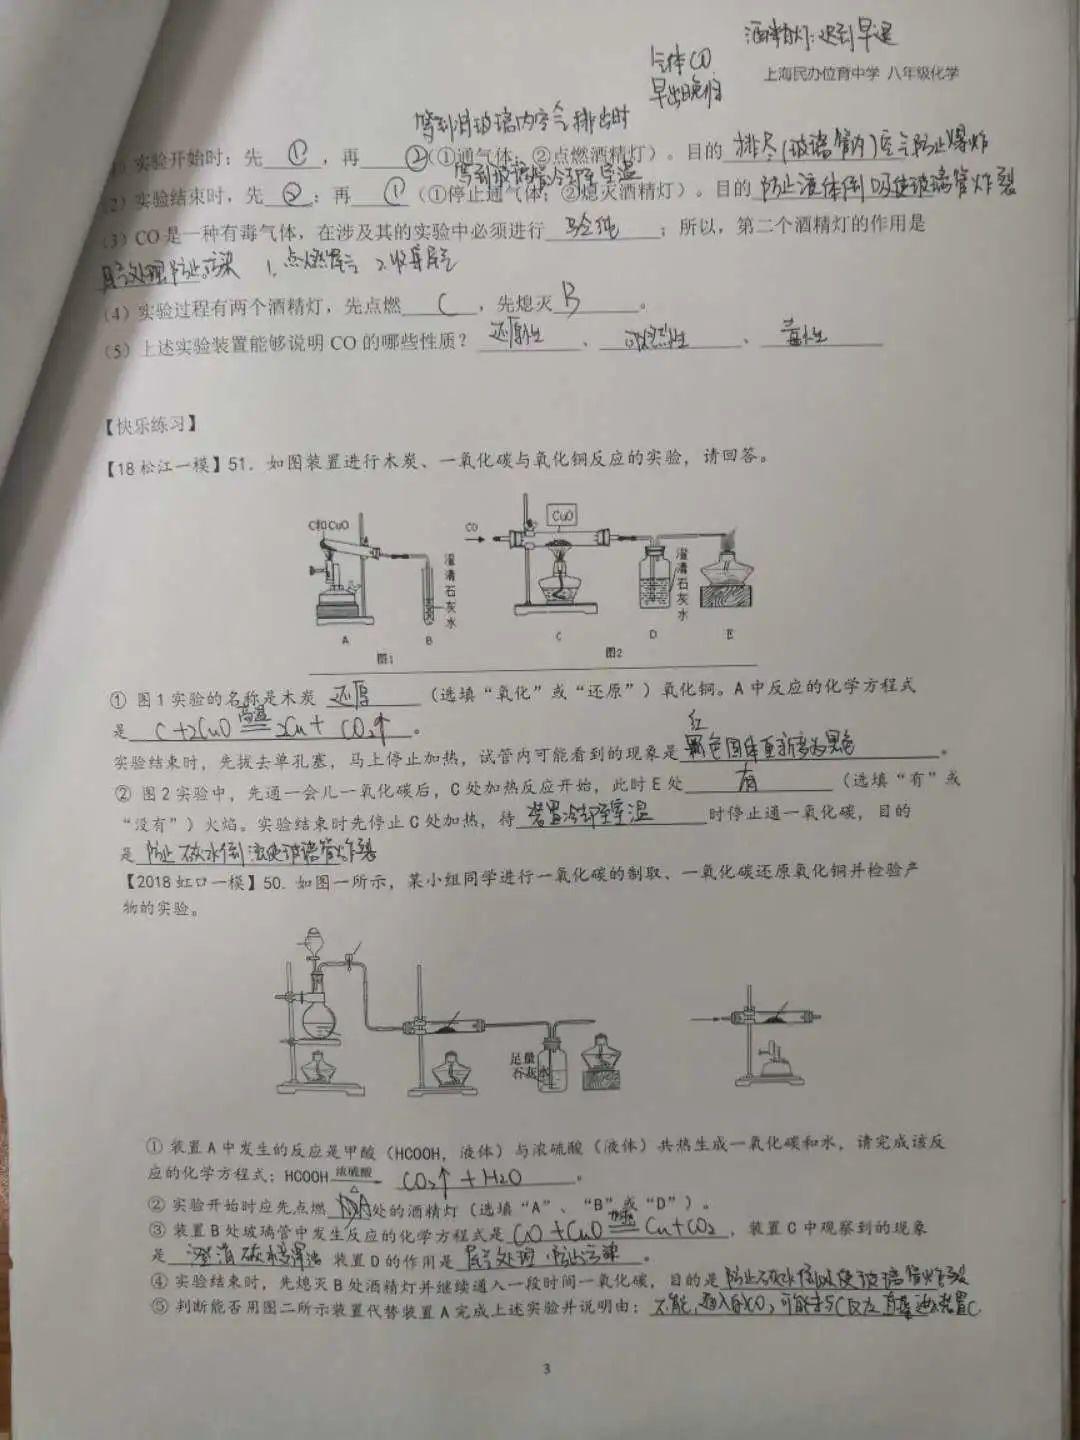 酒精灯:迟到早退
气体CO
早出晚归
上海民办位育中学 八年级化学
等到用玻璃内空气排出时
(1)实验开始时:先 ① ,再 ②(①通气体;②点燃酒精灯)。目的 排尽(玻璃管内)空气防止爆炸
等到玻璃管冷却至室温
(2)实验结束时,先 ② ;再 ① (①停止通气体;②熄灭酒精灯)。目的 防止液体倒吸使玻璃管炸裂
(3)CO是一种有毒气体,在涉及其的实验中必须进行 验纯 ;所以,第二个酒精灯的作用是
尾气处理防止污染 1.点燃尾气 2.收集尾气
(4)实验过程有两个酒精灯,先点燃 C ,先熄灭 B 。
(5)上述实验装置能够说明CO的哪些性质? 还原性 、 可燃性 、 毒性
【快乐练习】
【18松江一模】51. 如图装置进行木炭、一氧化碳与氧化铜反应的实验,请回答。
C和CuO
澄清石灰水
A
B
图1
CO
CuO
澄清石灰水
C
D
E
图2
① 图1实验的名称是木炭 还原 (选填“氧化”或“还原”)氧化铜。A中反应的化学方程式
是 C+2CuO 高温 2Cu+ CO₂↑ 。
红
实验结束时,先拔去单孔塞,马上停止加热,试管内可能看到的现象是 色固体重新变为黑色 。
② 图2实验中,先通一会儿一氧化碳后,C处加热反应开始,此时E处 有 (选填“有”或
“没有”)火焰。实验结束时先停止C处加热,待 装置冷却至室温 时停止通一氧化碳,目的
是 防止石灰水倒流使玻璃管炸裂
【2018虹口一模】50. 如图一所示,某小组同学进行一氧化碳的制取、一氧化碳还原氧化铜并检验产
物的实验。
足量
石灰水
① 装置A中发生的反应是甲酸(HCOOH,液体)与浓硫酸(液体)共热生成一氧化碳和水,请完成该反
应的化学方程式:HCOOH 浓硫酸 △ CO₂↑+H2O 。
② 实验开始时应先点燃 处的酒精灯(选填“A”、“B”或“D”)。
③ 装置B处玻璃管中发生反应的化学方程式是 CO+CuO 加热 Cu+CO₂ ,装置C中观察到的现象
是 澄清石灰水变浑浊 装置D的作用是 尾气处理,防止污染 。
④ 实验结束时,先熄灭B处酒精灯并继续通入一段时间一氧化碳,目的是 防止石灰水倒吸使玻璃管炸裂
⑤ 判断能否用图二所示装置代替装置A完成上述实验并说明由: 不能,通入的CO₂可能未与C反应直接进入装置C
3